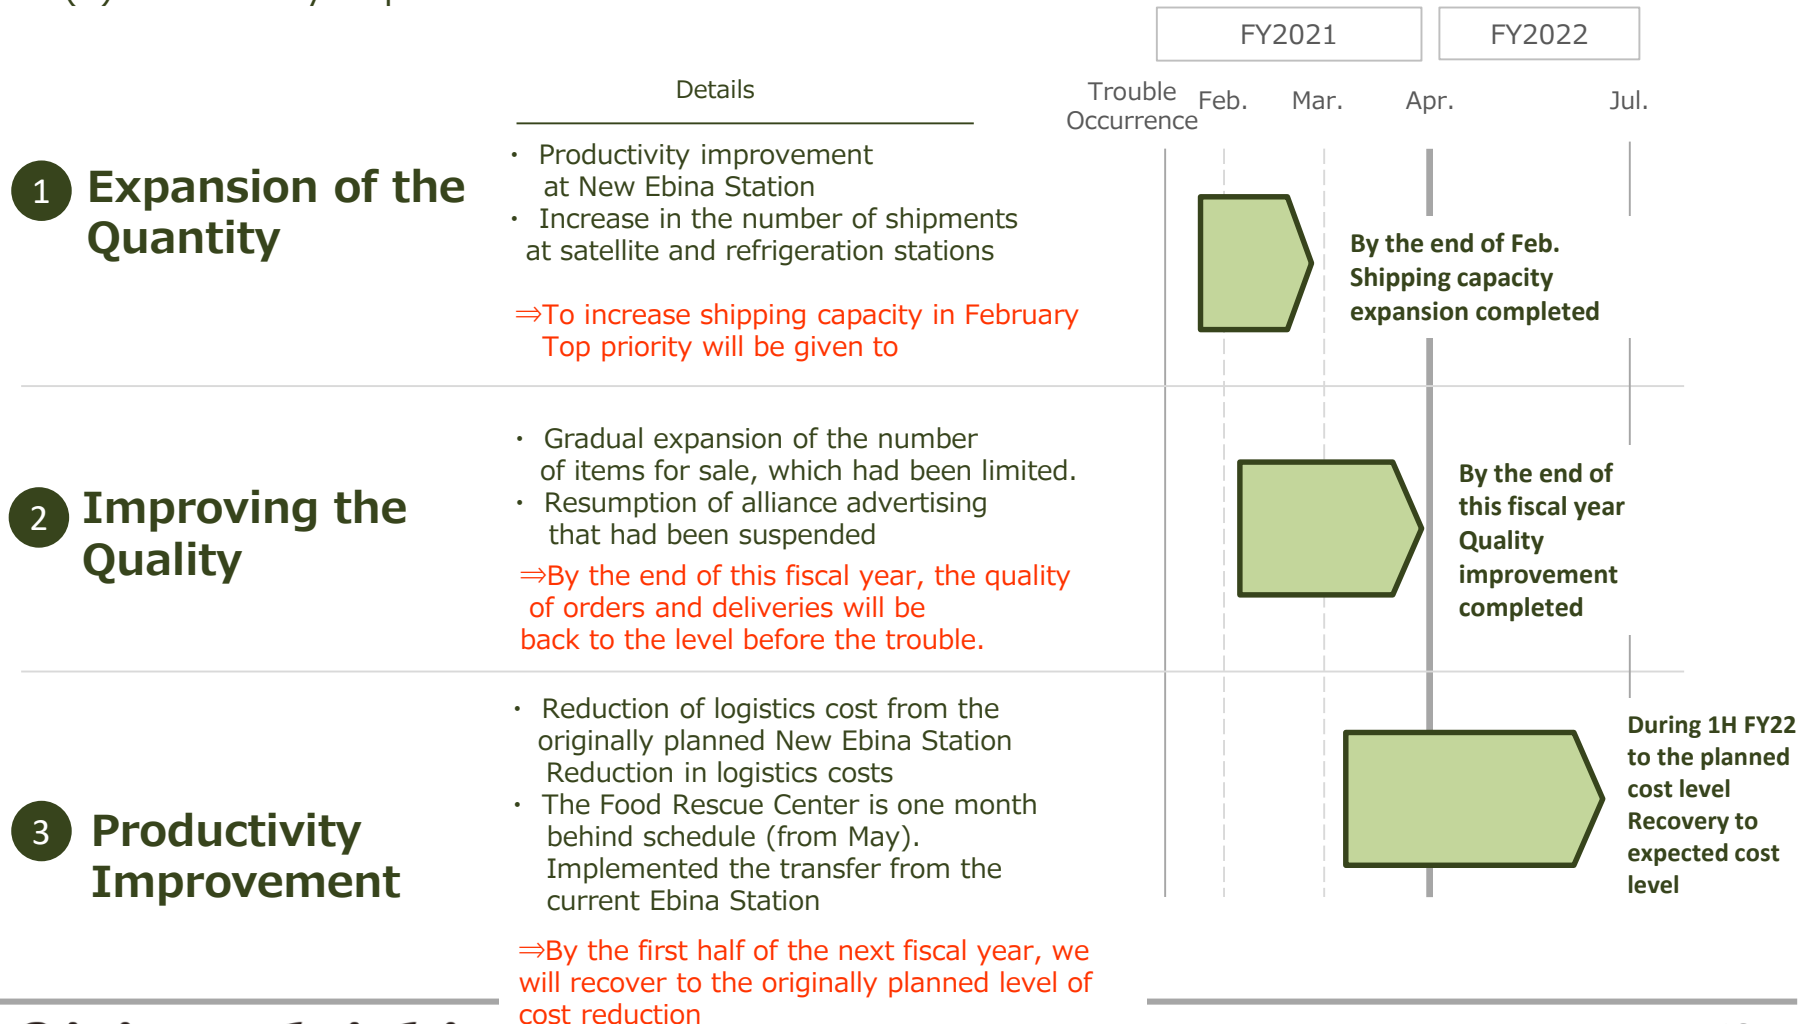 FY2021
FY2022
Details
Trouble
Occurrence
Feb.
Mar.
Apr.
Jul.
1
Expansion of the
Quantity
・ Productivity improvement
at New Ebina Station
・ Increase in the number of shipments
at satellite and refrigeration stations
⇒To increase shipping capacity in February
Top priority will be given to
By the end of Feb.
Shipping capacity
expansion completed
2
Improving the
Quality
・ Gradual expansion of the number
of items for sale, which had been limited.
・ Resumption of alliance advertising
that had been suspended
⇒By the end of this fiscal year, the quality
of orders and deliveries will be
back to the level before the trouble.
By the end of
this fiscal year
Quality
improvement
completed
3
Productivity
Improvement
・ Reduction of logistics cost from the
originally planned New Ebina Station
Reduction in logistics costs
・ The Food Rescue Center is one month
behind schedule (from May).
Implemented the transfer from the
current Ebina Station
⇒By the first half of the next fiscal year, we
will recover to the originally planned level of
cost reduction
During 1H FY22
to the planned
cost level
Recovery to
expected cost
level